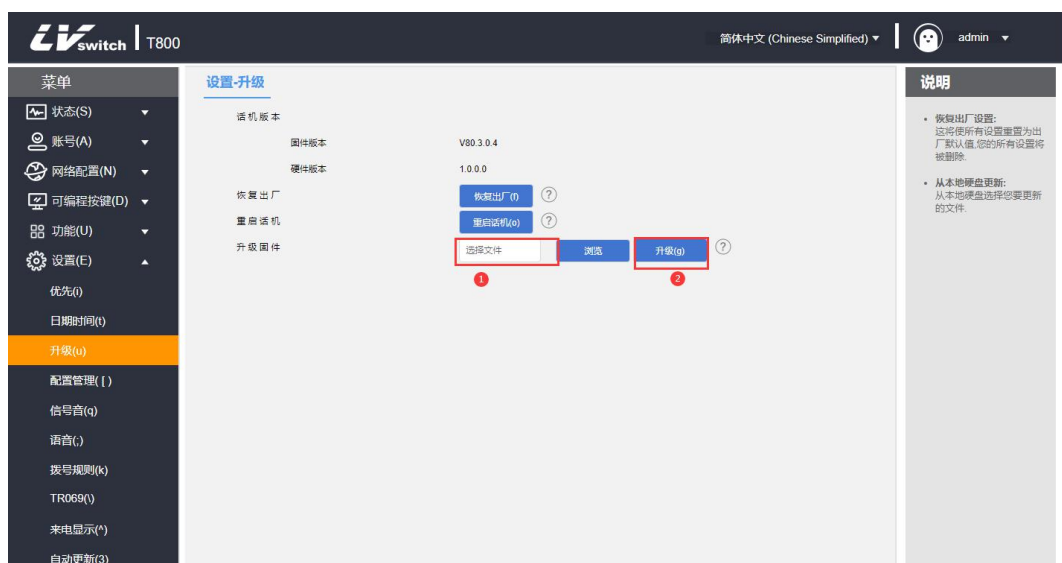 LVswitch T800
简体中文 (Chinese Simplified)
admin
菜单
状态(S)
账号(A)
网络配置(N)
可编程按键(D)
功能(U)
设置(E)
优先(i)
日期时间(t)
升级(u)
配置管理([)
信号音(q)
语音(;)
拨号规则(k)
TR069(\)
来电显示(^)
自动更新(3)
设置-升级
话机版本
固件版本 V80.3.0.4
硬件版本 1.0.0.0
恢复出厂 恢复出厂(f) ?
重启话机 重启话机(o) ?
升级固件 选择文件 浏览 升级(g) ?
1 2
说明
恢复出厂设置:
这将使所有设置重置为出
厂默认值,您的所有设置将
被删除.
从本地硬盘更新:
从本地硬盘选择您要更新
的文件.